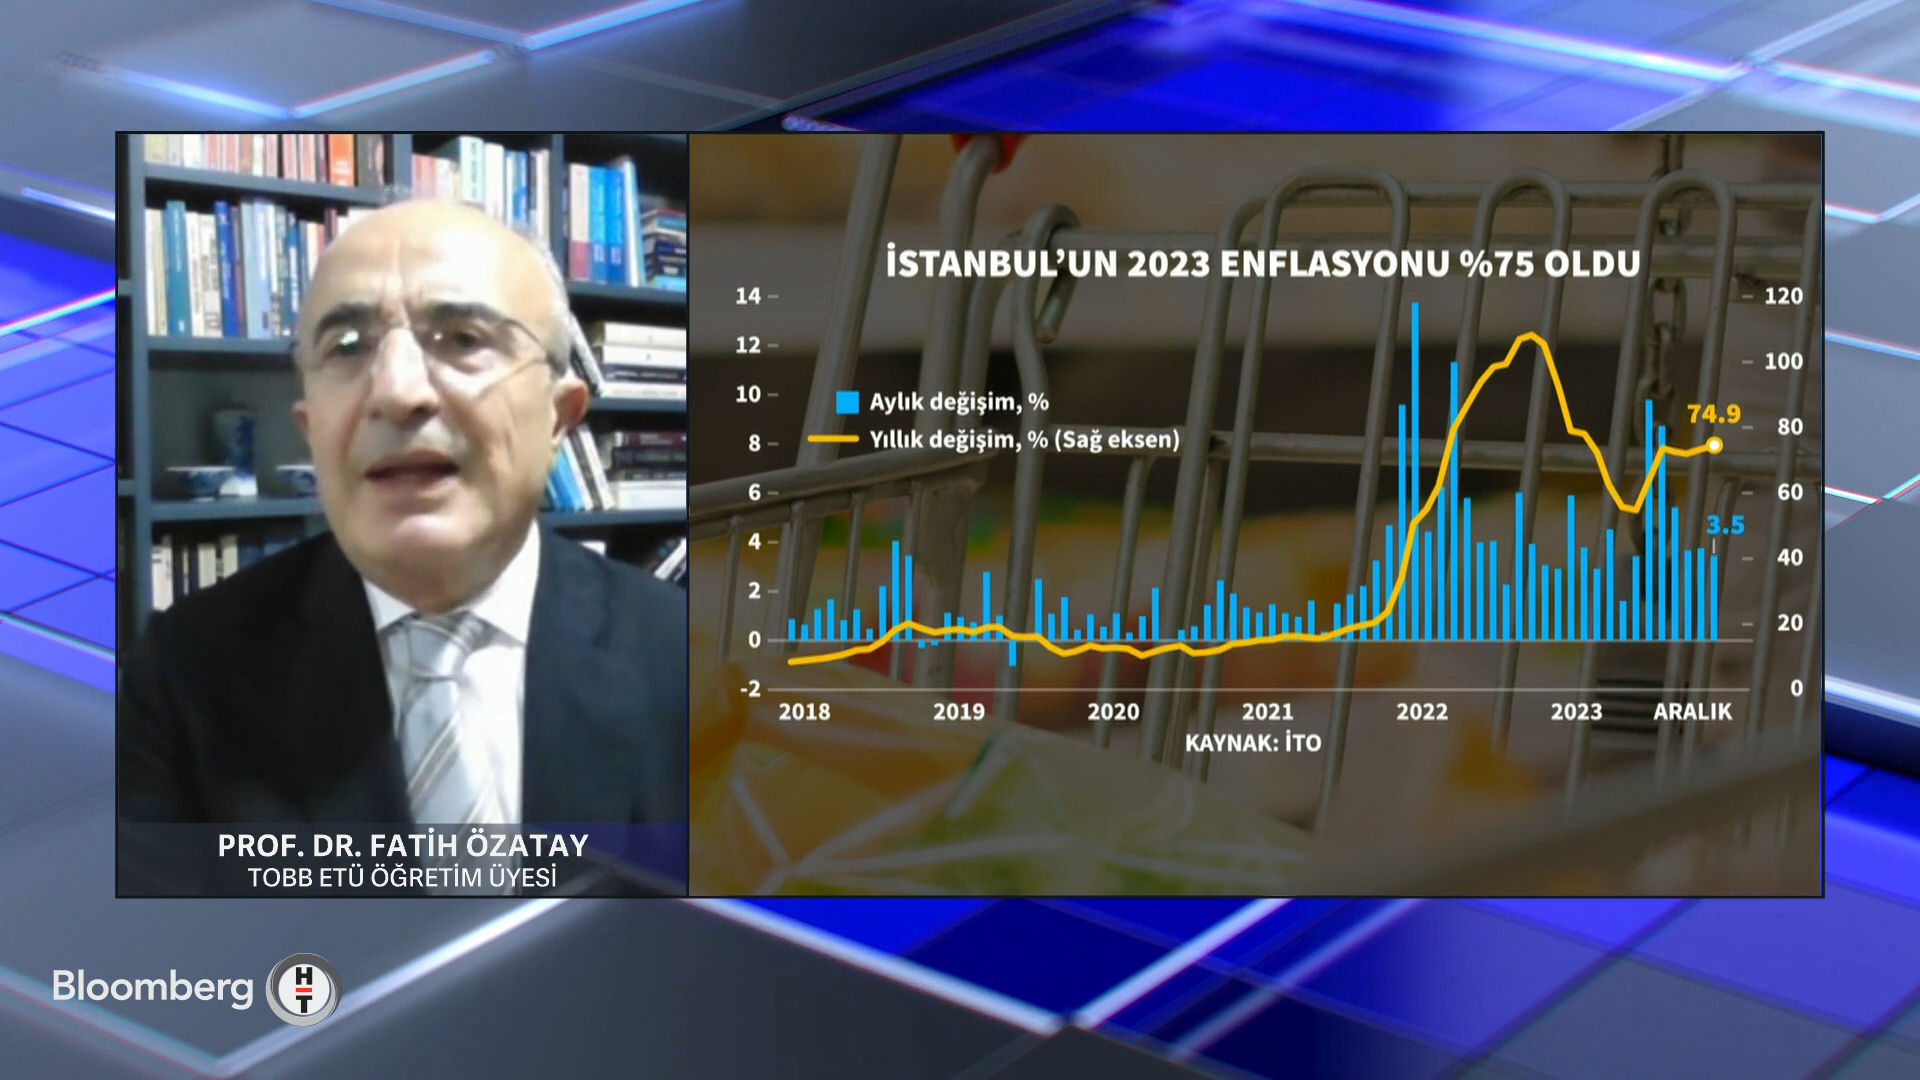 İSTANBUL’UN 2023 ENFLASYONU %75 OLDU
14
12
10
8
6
4
2
0
-2
Aylık değişim, %
Yıllık değişim, % (Sağ eksen)
120
100
80
60
40
20
0
74.9
3.5
2018 2019 2020 2021 2022 2023 ARALIK
KAYNAK: İTO
PROF. DR. FATİH ÖZATAY
TOBB ETÜ ÖĞRETİM ÜYESİ
Bloomberg HT